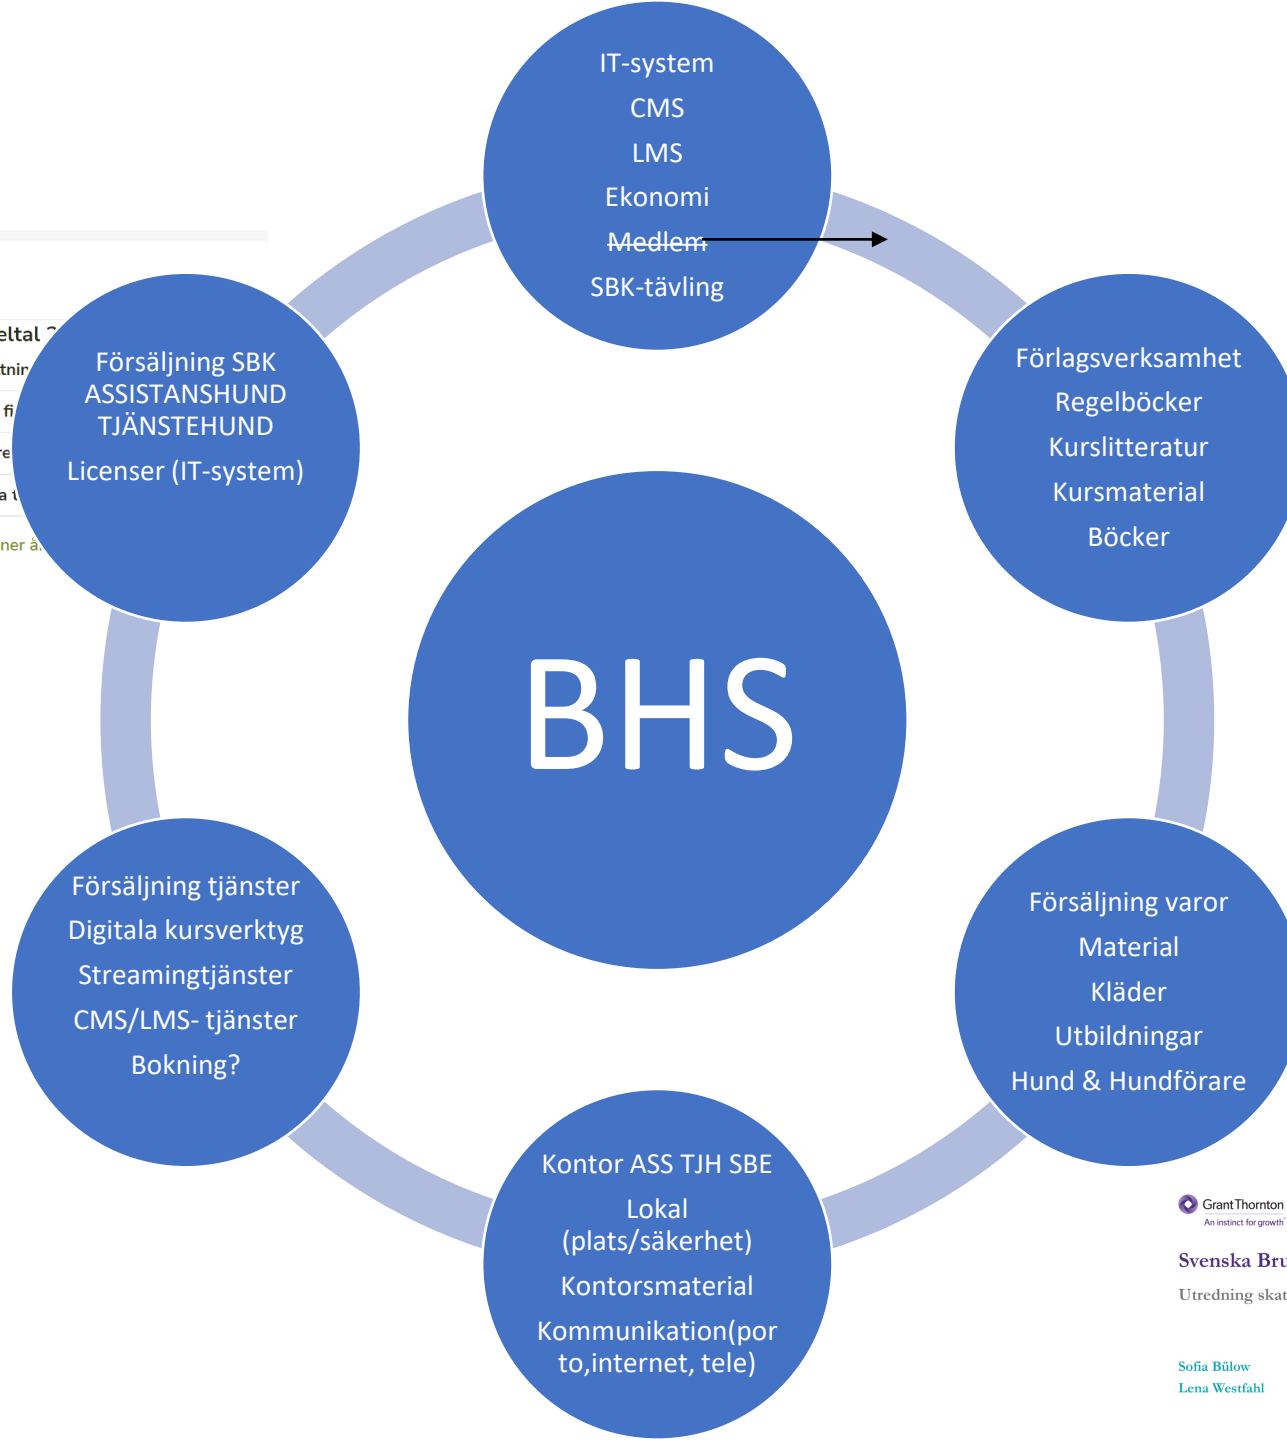 IT-system
CMS
LMS
Ekonomi
Medlem
SBK-tävling
Försäljning SBK
ASSISTANSHUND
TJÄNSTEHUND
Licenser (IT-system)
Förlagsverksamhet
Regelböcker
Kurslitteratur
Kursmaterial
Böcker
BHS
Försäljning tjänster
Digitala kursverktyg
Streamingtjänster
CMS/LMS- tjänster
Bokning?
Försäljning varor
Material
Kläder
Utbildningar
Hund & Hundförare
Kontor ASS TJH SBE
Lokal
(plats/säkerhet)
Kontorsmaterial
Kommunikation(por
to,internet, tele)
Grant Thornton
An instinct for growth
Svenska
Utredning
Sofia Bülow
Lena Westfahl